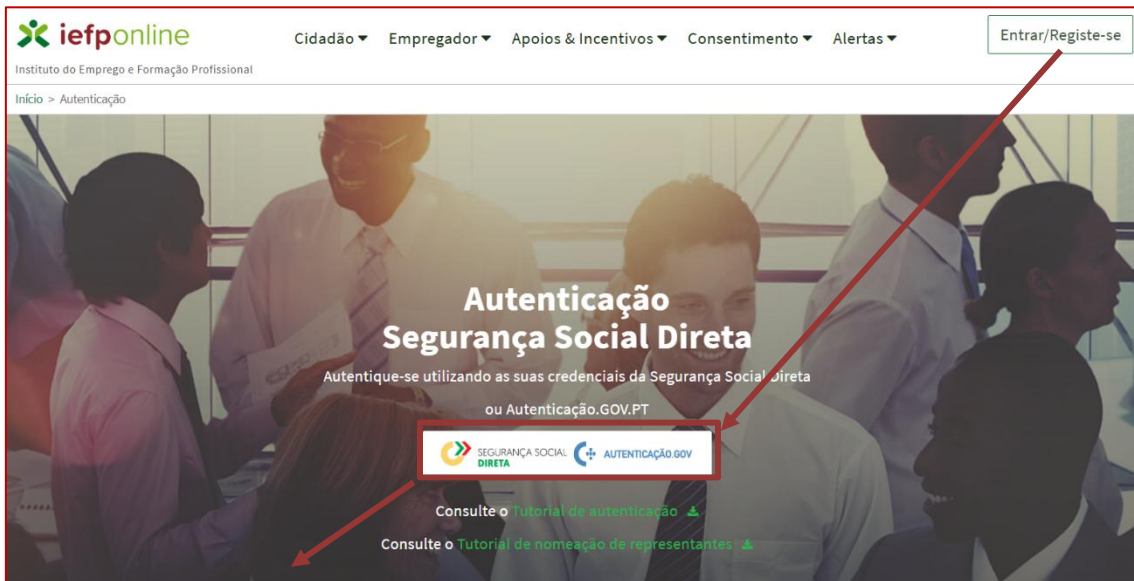 iefponline
Instituto do Emprego e Formação Profissional
Cidadão Empregador Apoios & Incentivos Consentimento Alertas
Entrar/Registe-se
Início > Autenticação
Autenticação
Segurança Social Direta
Autentique-se utilizando as suas credenciais da Segurança Social Direta
ou Autenticação.GOV.PT
SEGURANÇA SOCIAL
DIRETA
AUTENTICAÇÃO.GOV
Consulte o Tutorial de autenticação
Consulte o Tutorial de nomeação de representantes